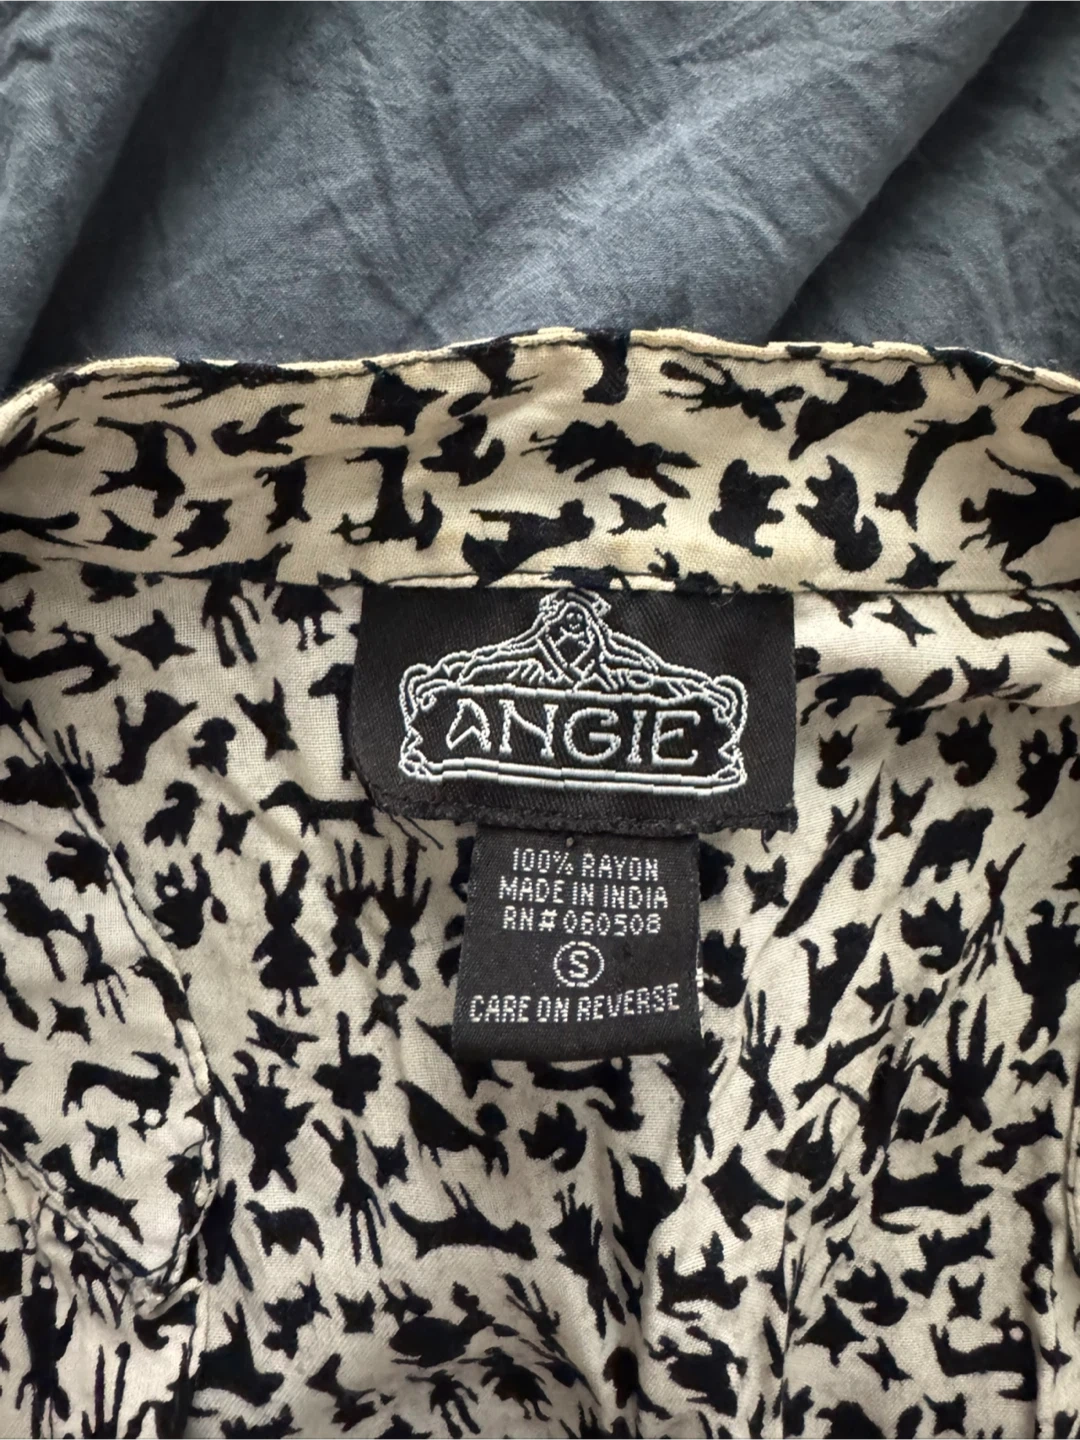 ANGIE
100% RAYON
MADE IN INDIA
RN# 060508
S
CARE ON REVERSE